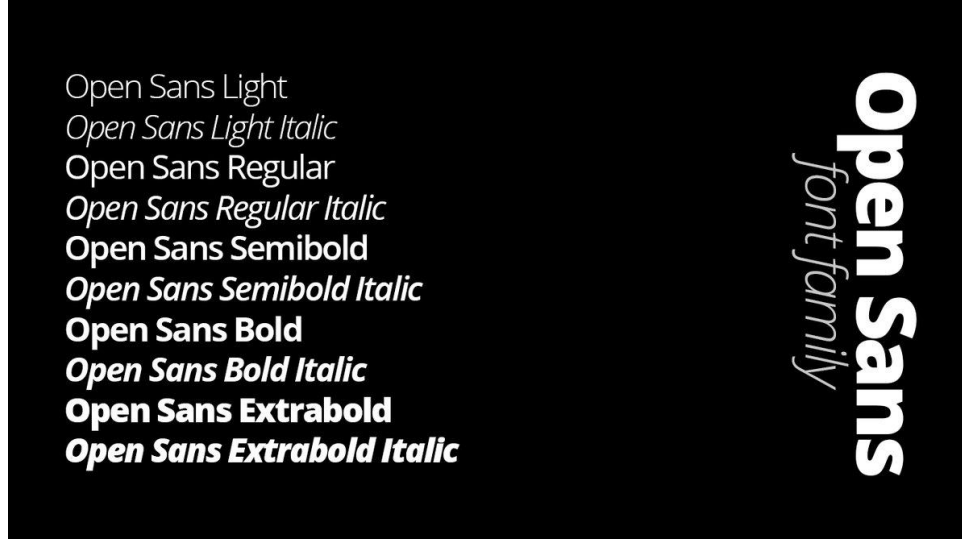 Open Sans Light
Open Sans Light Italic
Open Sans Regular
Open Sans Regular Italic
Open Sans Semibold
Open Sans Semibold Italic
Open Sans Bold
Open Sans Bold Italic
Open Sans Extrabold
Open Sans Extrabold Italic
Open Sans
font family